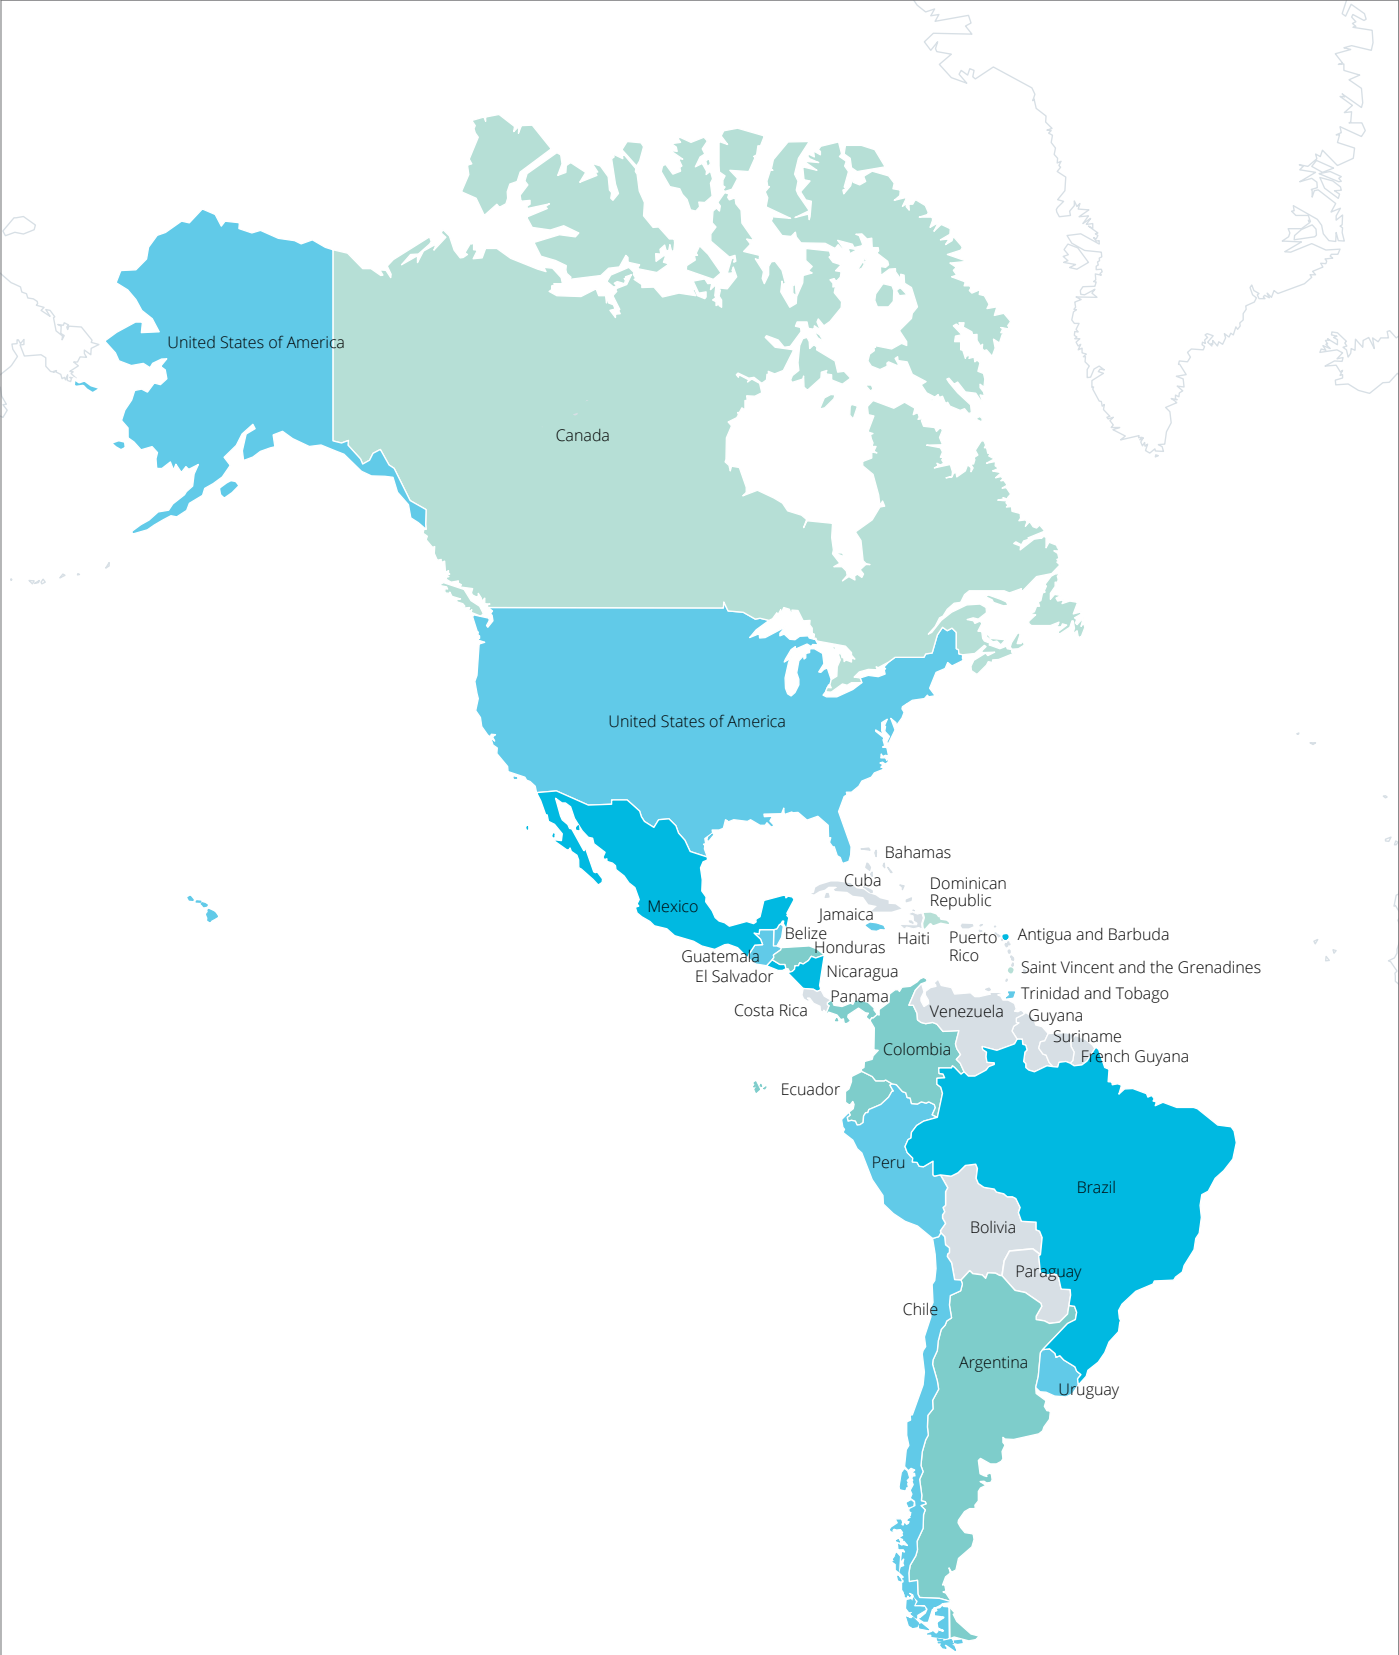 United States of America
Canada
United States of America
Bahamas
Cuba
Dominican
Republic
Mexico
Jamaica
Belize
Haiti
Puerto
Rico
Antigua and Barbuda
Honduras
Guatemala
El Salvador
Nicaragua
Saint Vincent and the Grenadines
Panama
Trinidad and Tobago
Costa Rica
Venezuela
Guyana
Suriname
Colombia
French Guyana
Ecuador
Peru
Brazil
Bolivia
Paraguay
Chile
Argentina
Uruguay